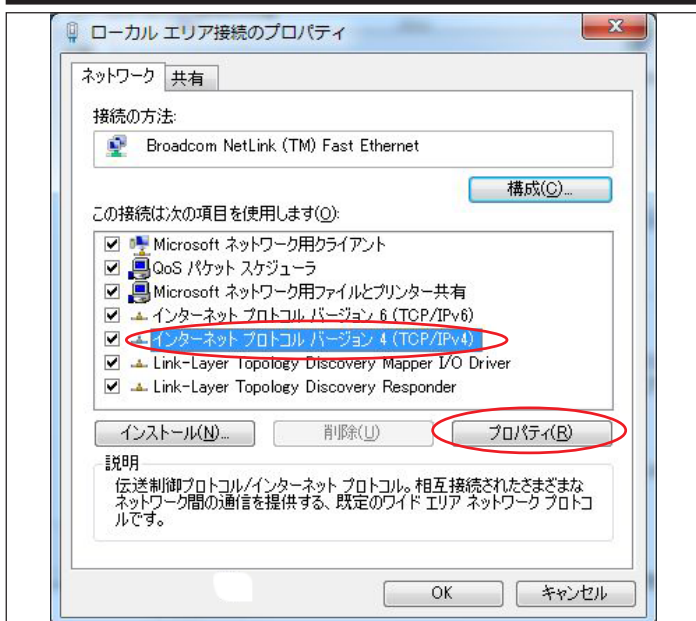 ローカル エリア接続のプロパティ
ネットワーク 共有
接続の方法:
Broadcom NetLink (TM) Fast Ethernet
構成(C)...
この接続は次の項目を使用します(O):
Microsoft ネットワーク用クライアント
QoS パケット スケジューラ
Microsoft ネットワーク用ファイルとプリンター共有
インターネット プロトコル バージョン 6 (TCP/IPv6)
インターネット プロトコル バージョン 4 (TCP/IPv4)
Link-Layer Topology Discovery Mapper I/O Driver
Link-Layer Topology Discovery Responder
インストール(N)... 削除(U) プロパティ(R)
説明
伝送制御プロトコル/インターネット プロトコル。相互接続されたさまざまな
ネットワーク間の通信を提供する、既定のワイド エリア ネットワーク プロトコ
ルです。
OK キャンセル